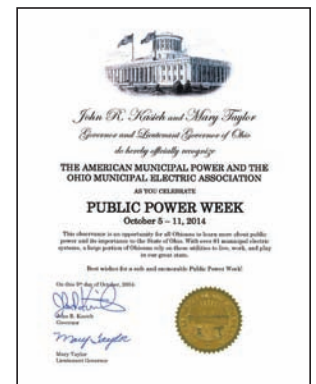 John R. Kasich and Mary Taylor
Governor and Lieutenant Governor of Ohio
do hereby officially recognize
THE AMERICAN MUNICIPAL POWER AND THE
OHIO MUNICIPAL ELECTRIC ASSOCIATION
AS YOU CELEBRATE
PUBLIC POWER WEEK
October 5 – 11, 2014
This observance is an opportunity for all Ohioans to learn more about public
power and its importance to the State of Ohio. With over 81 municipal electric
systems, a large portion of Ohioans rely on these utilities to live, work, and play
in our great state.
Best wishes for a safe and memorable Public Power Week!
On this 5th day of October, 2014:
John R. Kasich
Governor
Mary Taylor
Mary Taylor
Lieutenant Governor